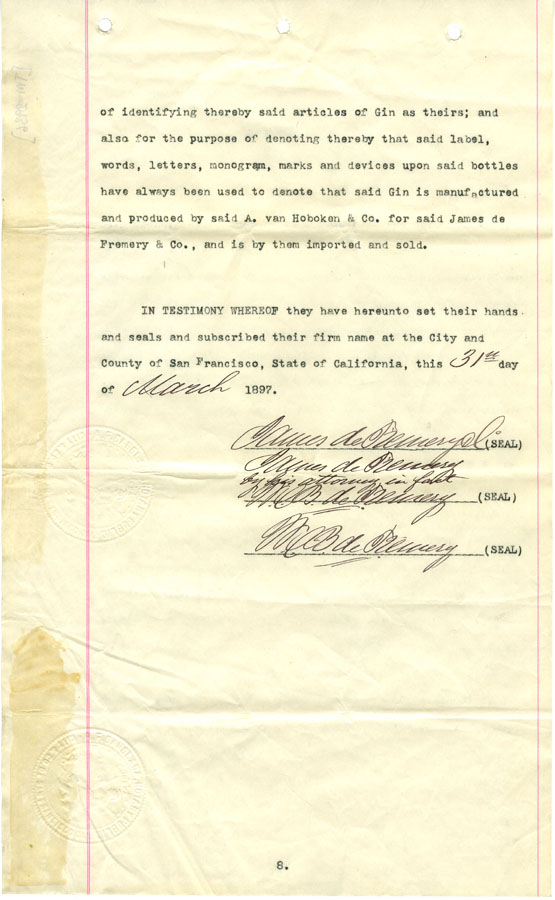 of identifying thereby said articles of Gin as theirs; and
also for the purpose of denoting thereby that said label,
words, letters, monogram, marks and devices upon said bottles
have always been used to denote that said Gin is manufactured
and produced by said A. van Hoboken & Co. for said James de
Fremery & Co., and is by them imported and sold.
IN TESTIMONY WHEREOF they have hereunto set their hands
and seals and subscribed their firm name at the City and
County of San Francisco, State of California, this 31st day
of March 1897.
James de Fremery (SEAL)
James de Fremery
by his attorney in fact
W.C.B. de Fremery (SEAL)
W.C.B. de Fremery (SEAL)
8.